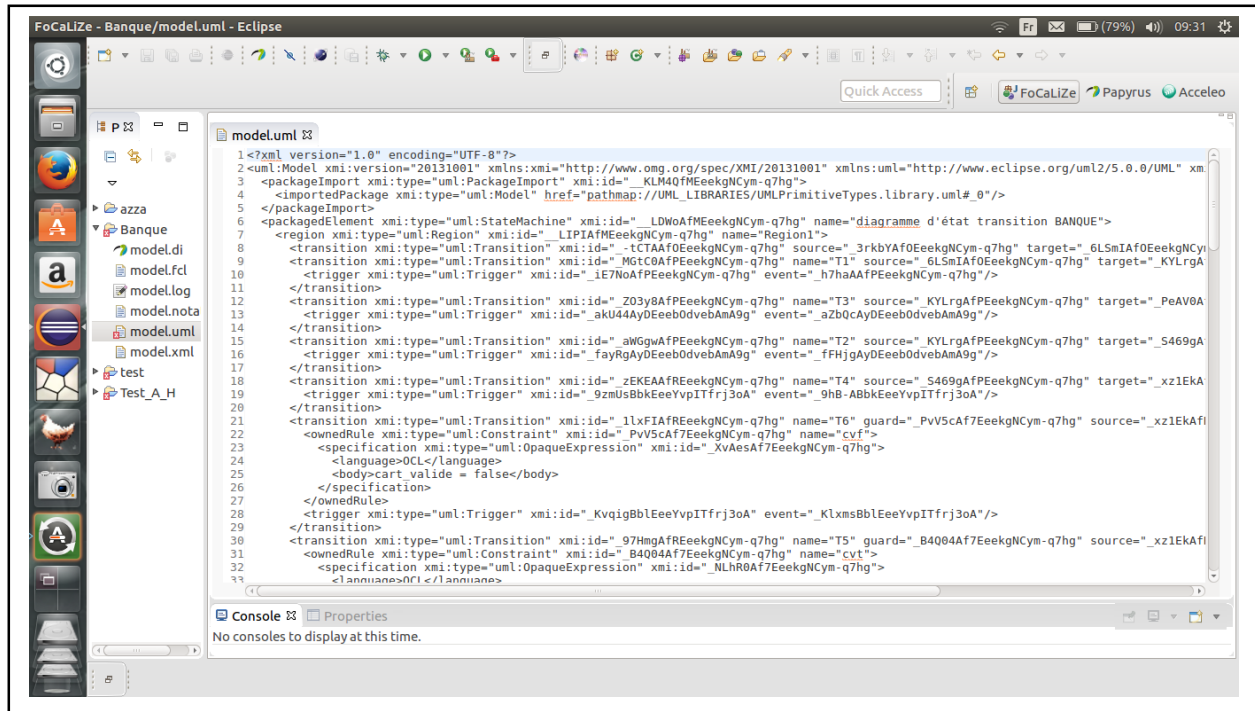 FoCaLiZe - Banque/model.uml - Eclipse
Fr (79%) 09:31
Quick Access FoCaLiZe Papyrus Acceleo
P
model.uml
azza
Banque
model.di
model.fcl
model.log
model.nota
model.uml
model.xml
test
Test_A_H
1 <?xml version="1.0" encoding="UTF-8"?>
2 <uml:Model xmi:version="20131001" xmlns:xmi="http://www.omg.org/spec/XMI/20131001" xmlns:uml="http://www.eclipse.org/uml2/5.0.0/UML" xm
3 <packageImport xmi:type="uml:PackageImport" xmi:id="__KLM4QfMEeekgNCym-q7hg">
4 <importedPackage xmi:type="uml:Model" href="pathmap://UML_LIBRARIES/UMLPrimitiveTypes.library.uml#_0"/>
5 </packageImport>
6 <packagedElement xmi:type="uml:StateMachine" xmi:id="__LDWoAfMEeekgNCym-q7hg" name="diagramme d'état transition BANQUE">
7 <region xmi:type="uml:Region" xmi:id="__LIPIAfMEeekgNCym-q7hg" name="Region1">
8 <transition xmi:type="uml:Transition" xmi:id="_-tCTAAfOEeekgNCym-q7hg" source="_3rkbYAfOEeekgNCym-q7hg" target="_6LSmIAfOEeekgNCy
9 <transition xmi:type="uml:Transition" xmi:id="_MGtC0AfPEeekgNCym-q7hg" name="T1" source="_6LSmIAfOEeekgNCym-q7hg" target="_KYLrgA
10 <trigger xmi:type="uml:Trigger" xmi:id="_iE7NoAfPEeekgNCym-q7hg" event="_h7haAAfPEeekgNCym-q7hg"/>
11 </transition>
12 <transition xmi:type="uml:Transition" xmi:id="_ZO3y8AfPEeekgNCym-q7hg" name="T3" source="_KYLrgAfPEeekgNCym-q7hg" target="_PeAV0A
13 <trigger xmi:type="uml:Trigger" xmi:id="_akU44AyDEeebOdvebAmA9g" event="_aZbQcAyDEeebOdvebAmA9g"/>
14 </transition>
15 <transition xmi:type="uml:Transition" xmi:id="_aWGgwAfPEeekgNCym-q7hg" name="T2" source="_KYLrgAfPEeekgNCym-q7hg" target="_S469gA
16 <trigger xmi:type="uml:Trigger" xmi:id="_fayRgAyDEeebOdvebAmA9g" event="_fFHjgAyDEeebOdvebAmA9g"/>
17 </transition>
18 <transition xmi:type="uml:Transition" xmi:id="_zEKEAAfREeekgNCym-q7hg" name="T4" source="_S469gAfPEeekgNCym-q7hg" target="_xz1EkA
19 <trigger xmi:type="uml:Trigger" xmi:id="_9zmUsBbkEeeYvpITfrj3oA" event="_9hB-ABbkEeeYvpITfrj3oA"/>
20 </transition>
21 <transition xmi:type="uml:Transition" xmi:id="_1lxFIAfREeekgNCym-q7hg" name="T6" guard="_PvV5cAf7EeekgNCym-q7hg" source="_xz1EkAf
22 <ownedRule xmi:type="uml:Constraint" xmi:id="_PvV5cAf7EeekgNCym-q7hg" name="cvf">
23 <specification xmi:type="uml:OpaqueExpression" xmi:id="_XvAesAf7EeekgNCym-q7hg">
24 <language>OCL</language>
25 <body>cart_valide = false</body>
26 </specification>
27 </ownedRule>
28 <trigger xmi:type="uml:Trigger" xmi:id="_KvqigBblEeeYvpITfrj3oA" event="_KlxmsBblEeeYvpITfrj3oA"/>
29 </transition>
30 <transition xmi:type="uml:Transition" xmi:id="_97HmgAfREeekgNCym-q7hg" name="T5" guard="_B4Q04Af7EeekgNCym-q7hg" source="_xz1EkAf
31 <ownedRule xmi:type="uml:Constraint" xmi:id="_B4Q04Af7EeekgNCym-q7hg" name="cvt">
32 <specification xmi:type="uml:OpaqueExpression" xmi:id="_NLhR0Af7EeekgNCym-q7hg">
33 <language>OCL</language>
Console Properties
No consoles to display at this time.